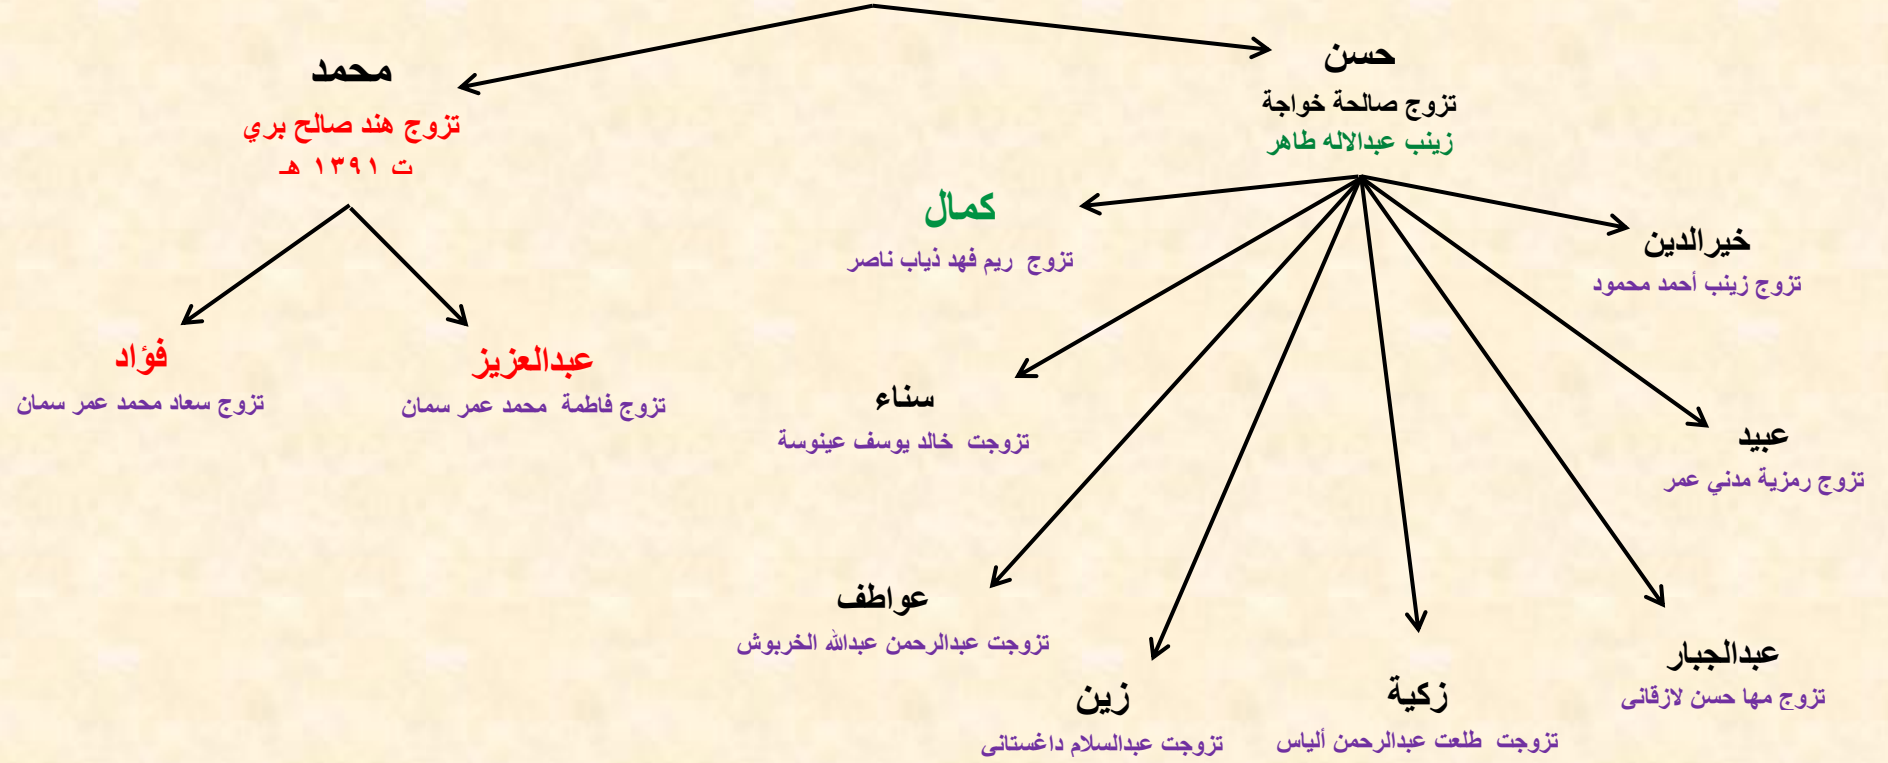 حسن
تزوج صالحة خواجة
زينب عبدالاله طاهر
محمد
تزوج هند صالح بري
ت ١٣٩١ هـ
خيرالدين
تزوج زينب أحمد محمود
كمال
تزوج ريم فهد ذياب ناصر
عبدالعزيز
تزوج فاطمة محمد عمر سمان
فؤاد
تزوج سعاد محمد عمر سمان
عبيد
تزوج رمزية مدني عمر
سناء
تزوجت خالد يوسف عينوسة
عبدالجبار
تزوج مها حسن لازقانى
عواطف
تزوجت عبدالرحمن عبدالله الخربوش
زكية
تزوجت طلعت عبدالرحمن ألياس
زين
تزوجت عبدالسلام داغستانى